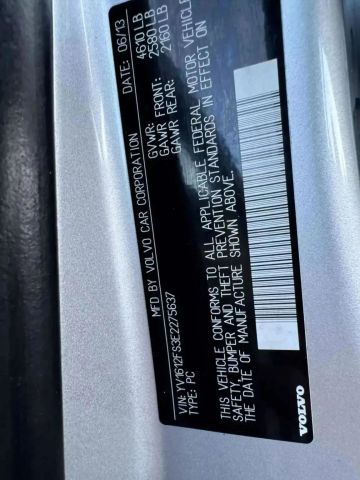 MFD BY VOLVO CAR CORPORATION DATE: 06/13
GVWR: 4610 LB
GAWR FRONT: 2580 LB
GAWR REAR: 2160 LB
VIN: YV1612FS3E2275637
TYPE: PC
THIS VEHICLE CONFORMS TO ALL APPLICABLE FEDERAL MOTOR VEHICLE
SAFETY, BUMPER AND THEFT PREVENTION STANDARDS IN EFFECT ON
THE DATE OF MANUFACTURE SHOWN ABOVE.
VOLVO